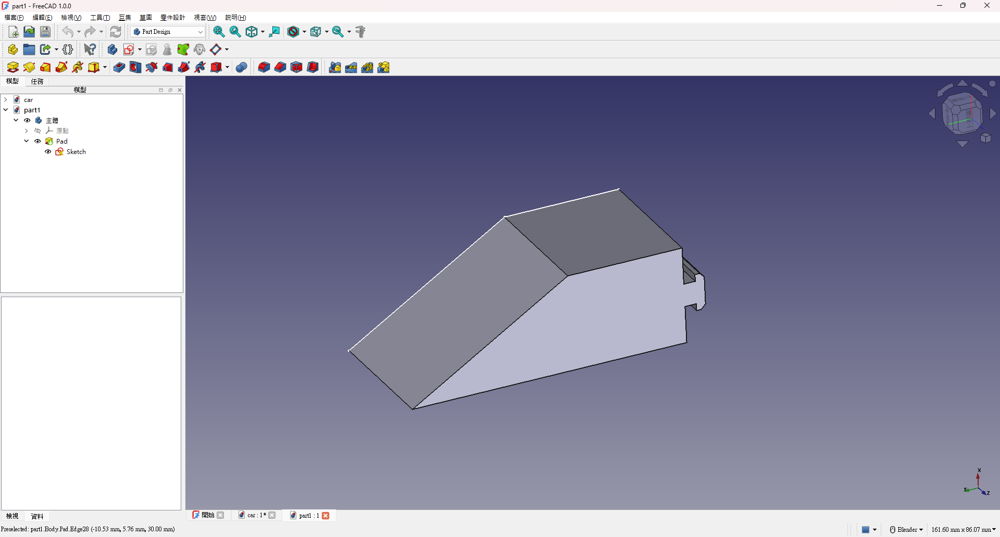 part1 - FreeCAD 1.0.0
檔案(F) 編輯(E) 檢視(V) 工具(T) 巨集 草圖 零件設計 視窗(W) 説明(H)
Part Design
模型 任務
模型
car
part1
主體
原點
Pad
Sketch
X
Y
Z
檢視 資料
開始 car : 1* part1 : 1
Preselected: part1.Body.Pad.Edge28 (-10.53 mm, 5.76 mm, 30.00 mm)
Blender 161.60 mm x 86.07 mm